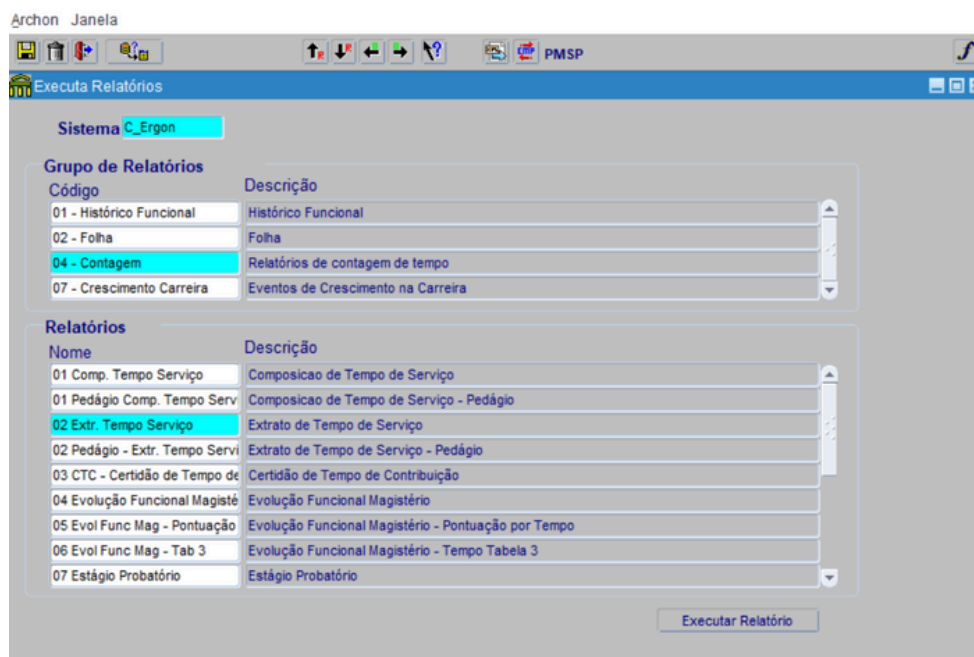 Archon Janela
PMSP
Executa Relatórios
Sistema C_Ergon
Grupo de Relatórios
Código Descrição
01 - Histórico Funcional Histórico Funcional
02 - Folha Folha
04 - Contagem Relatórios de contagem de tempo
07 - Crescimento Carreira Eventos de Crescimento na Carreira
Relatórios
Nome Descrição
01 Comp. Tempo Serviço Composicao de Tempo de Serviço
01 Pedágio Comp. Tempo Serv Composicao de Tempo de Serviço - Pedágio
02 Extr. Tempo Serviço Extrato de Tempo de Serviço
02 Pedágio - Extr. Tempo Servi Extrato de Tempo de Serviço - Pedágio
03 CTC - Certidão de Tempo de Certidão de Tempo de Contribuição
04 Evolução Funcional Magisté Evolução Funcional Magistério
05 Evol Func Mag - Pontuação Evolução Funcional Magistério - Pontuação por Tempo
06 Evol Func Mag - Tab 3 Evolução Funcional Magistério - Tempo Tabela 3
07 Estágio Probatório Estágio Probatório
Executar Relatório